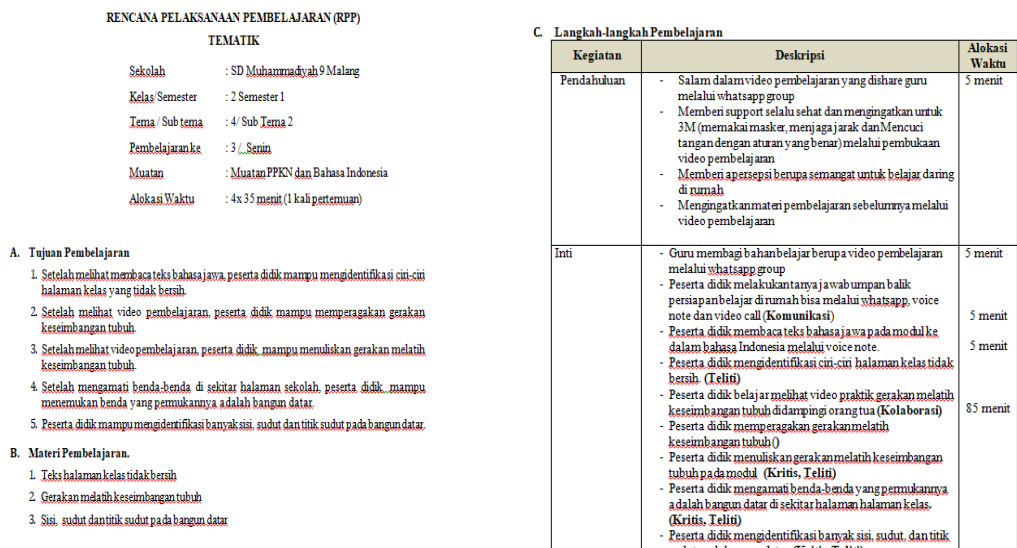 RENCANA PELAKSANAAN PEMBELAJARAN (RPP)
TEMATIK
Sekolah : SD Muhammadiyah 9 Malang
Kelas/Semester : 2 Semester 1
Tema / Sub tema : 4/ Sub Tema 2
Pembelajaran ke : 3 / Senin
Muatan : Muatan PPKN dan Bahasa Indonesia
Alokasi Waktu : 4x 35 menit (1 kali pertemuan)
A. Tujuan Pembelajaran
1. Setelah melihat membaca teks bahasa jawa, peserta didik mampu mengidentifikasi ciri-ciri
halaman kelas yang tidak bersih.
2. Setelah melihat video pembelajaran, peserta didik mampu memperagakan gerakan
keseimbangan tubuh.
3. Setelah melihat video pembelajaran, peserta didik mampu menuliskan gerakan melatih
keseimbangan tubuh.
4. Setelah mengamati benda-benda di sekitar halaman sekolah, peserta didik mampu
menemukan benda yang permukannya adalah bangun datar.
5. Peserta didik mampu mengidentifikasi banyak sisi, sudut dan titik sudut pada bangun datar.
B. Materi Pembelajaran.
1. Teks halaman kelas tidak bersih
2. Gerakan melatih keseimbangan tubuh
3. Sisi, sudut dan titik sudut pada bangun datar
C. Langkah-langkah Pembelajaran
Kegiatan Deskripsi Alokasi
Waktu
Pendahuluan - Salam dalam video pembelajaran yang dishare guru 5 menit
melalui whatsapp group
- Memberi support selalu sehat dan mengingatkan untuk
3M (memakai masker, menjaga jarak dan Mencuci
tangan dengan aturan yang benar) melalui pembukaan
video pembelajaran
- Memberi apersepsi berupa semangat untuk belajar daring
di rumah
- Mengingatkan materi pembelajaran sebelumnya melalui
video pembelajaran
Inti - Guru membagi bahan belajar berupa video pembelajaran 5 menit
melalui whatsapp group
- Peserta didik melakukan tanya jawab umpan balik
persiapan belajar di rumah bisa melalui whatsapp, voice
note dan video call (Komunikasi) 5 menit
- Peserta didik membaca teks bahasa jawa pada modul ke
dalam bahasa Indonesia melalui voice note. 5 menit
- Peserta didik mengidentifikasi ciri-ciri halaman kelas tidak
bersih. (Teliti)
- Peserta didik belajar melihat video praktik gerakan melatih
keseimbangan tubuh didampingi orang tua (Kolaborasi) 85 menit
- Peserta didik memperagakan gerakan melatih
keseimbangan tubuh ()
- Peserta didik menuliskan gerakan melatih keseimbangan
tubuh pada modul (Kritis, Teliti)
- Peserta didik mengamati benda-benda yang permukannya
adalah bangun datar di sekitar halaman halaman kelas.
(Kritis, Teliti)
- Peserta didik mengidentifikasi banyak sisi, sudut, dan titik